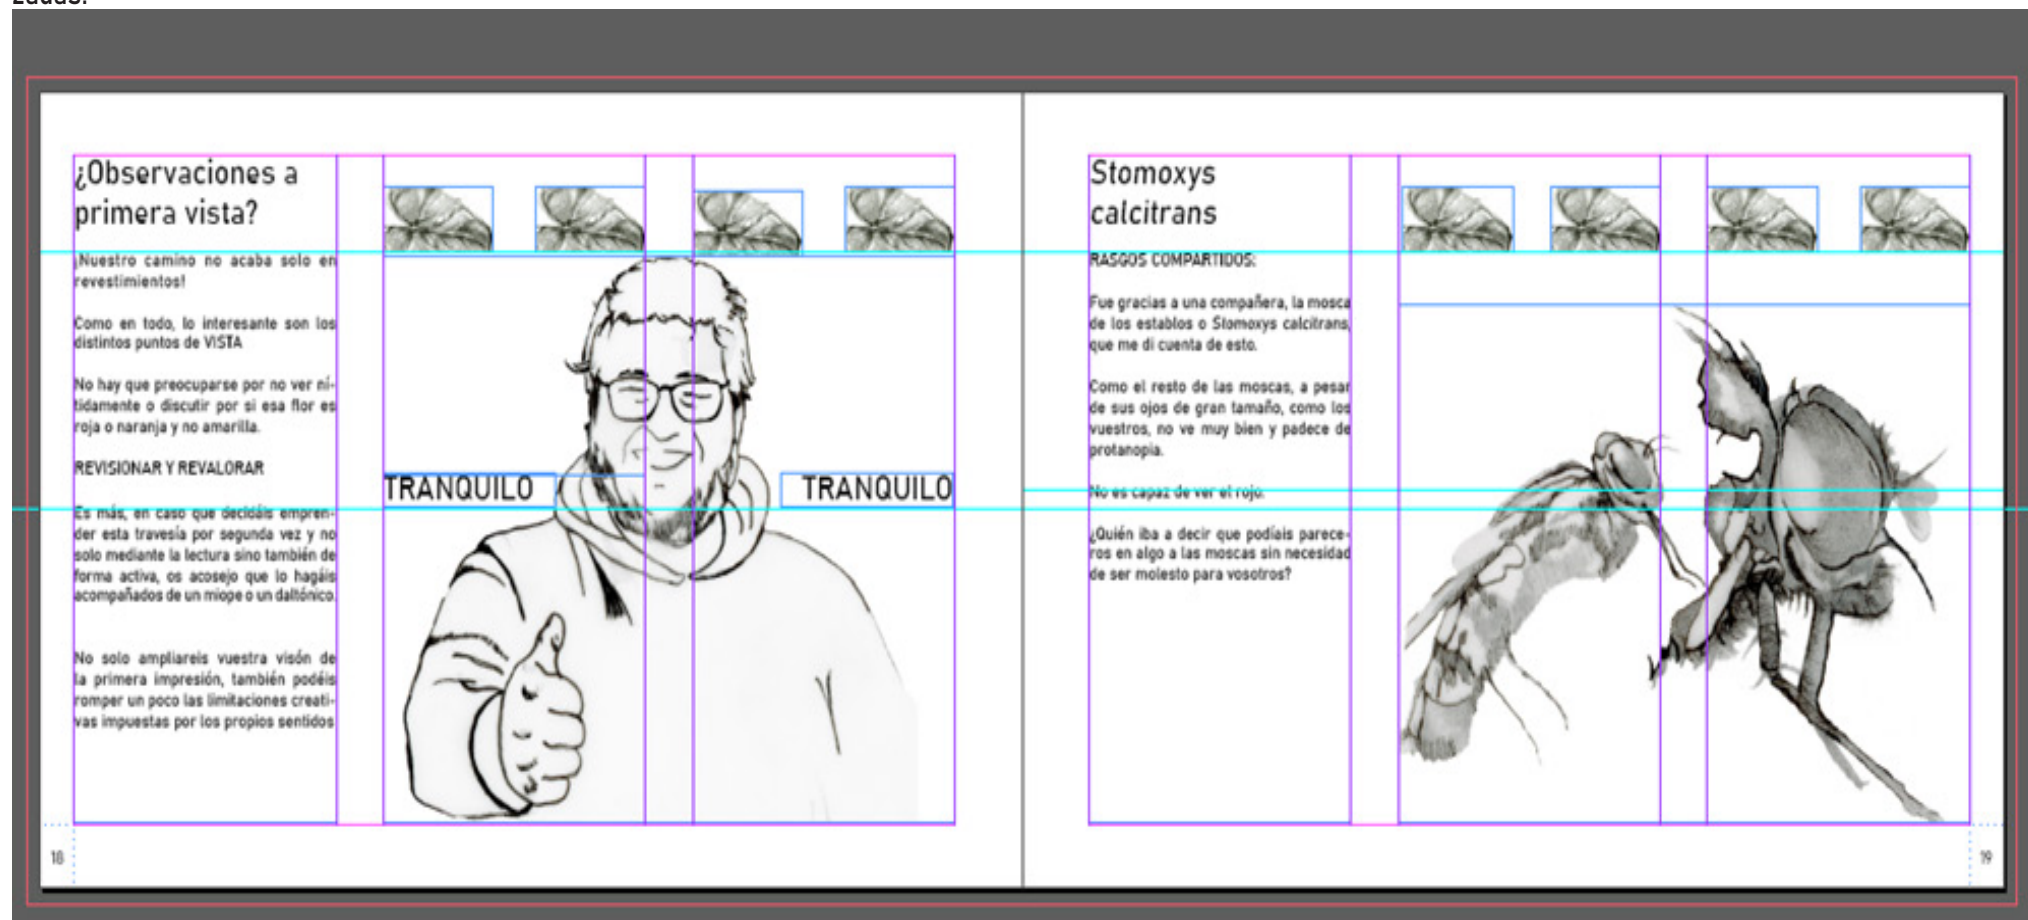 ¿Observaciones a
primera vista?
¡Nuestro camino no acaba solo en
revestimientos!
Como en todo, lo interesante son los
distintos puntos de VISTA
No hay que preocuparse por no ver ní-
tidamente o discutir por si esa flor es
roja o naranja y no amarilla.
REVISIONAR Y REVALORAR
Es más, en caso que decidáis empren-
der esta travesía por segunda vez y no
solo mediante la lectura sino también de
forma activa, os acosejo que lo hagáis
acompañados de un miope o un daltónico.
No solo ampliareis vuestra visón de
la primera impresión, también podéis
romper un poco las limitaciones creati-
vas impuestas por los propios sentidos
TRANQUILO
TRANQUILO
18
Stomoxys
calcitrans
RASGOS COMPARTIDOS:
Fue gracias a una compañera, la mosca
de los establos o Stomoxys calcitrans,
que me di cuenta de esto.
Como el resto de las moscas, a pesar
de sus ojos de gran tamaño, como los
vuestros, no ve muy bien y padece de
protanopia.
No es capaz de ver el rojo.
¿Quién iba a decir que podíais parece-
ros en algo a las moscas sin necesidad
de ser molesto para vosotros?
19